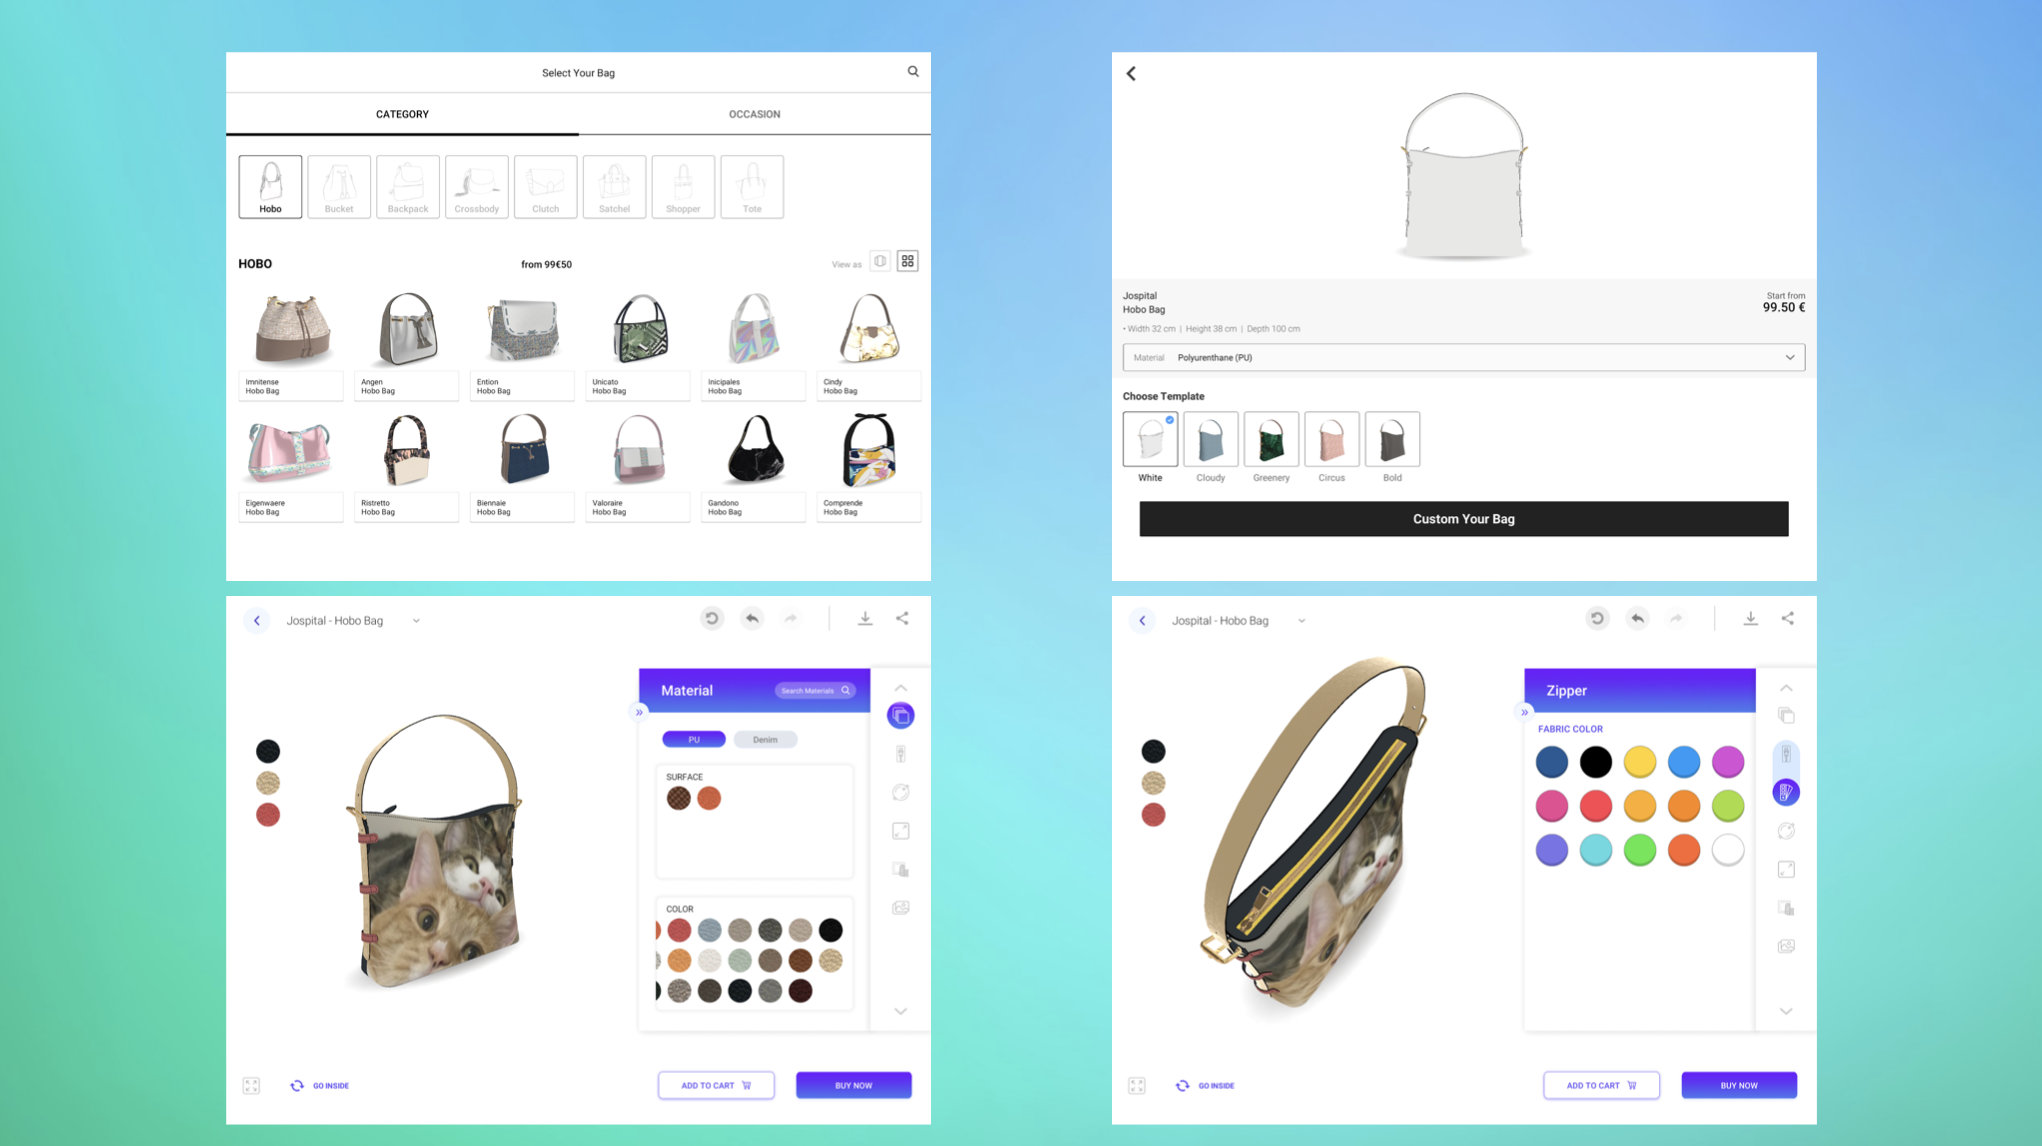 Select Your Bag
CATEGORY
OCCASION
Hobo
Bucket
Backpack
Crossbody
Clutch
Satchel
Shopper
Tote
HOBO
from 99€50
View as
Imnitense
Hobo Bag
Angen
Hobo Bag
Ention
Hobo Bag
Unicato
Hobo Bag
Inicipales
Hobo Bag
Cindy
Hobo Bag
Eigenwaere
Hobo Bag
Ristretto
Hobo Bag
Biennaie
Hobo Bag
Valoraire
Hobo Bag
Gandono
Hobo Bag
Comprende
Hobo Bag
Jospital
Hobo Bag
Start from
99.50 €
• Width 32 cm | Height 38 cm | Depth 100 cm
Material Polyurenthane (PU)
Choose Template
White
Cloudy
Greenery
Circus
Bold
Custom Your Bag
Jospital - Hobo Bag
Material
Search Materials
PU
Denim
SURFACE
COLOR
GO INSIDE
ADD TO CART
BUY NOW
Jospital - Hobo Bag
Zipper
FABRIC COLOR
GO INSIDE
ADD TO CART
BUY NOW